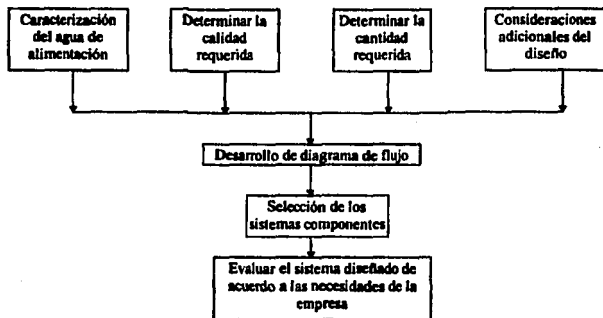 Caracterización
del agua de
alimentación
Determinar la
calidad
requerida
Determinar la
cantidad
requerida
Consideraciones
adicionales del
diseño
Desarrollo de diagrama de flujo
Selección de los
sistemas componentes
Evaluar el sistema diseñado de
acuerdo a las necesidades de la
empresa